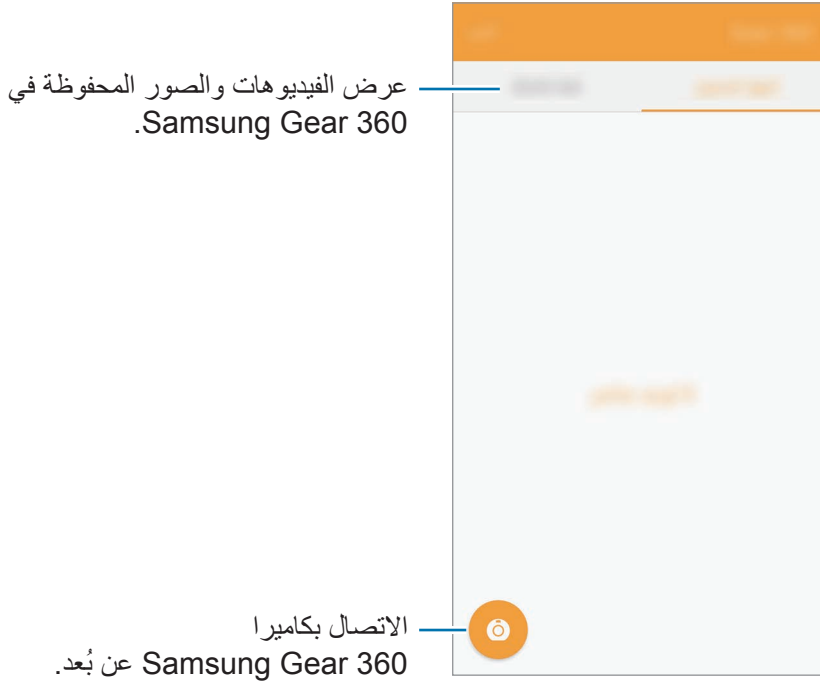 عرض الفيديوهات والصور المحفوظة في
Samsung Gear 360.
الاتصال بكاميرا
Samsung Gear 360 عن بُعد.